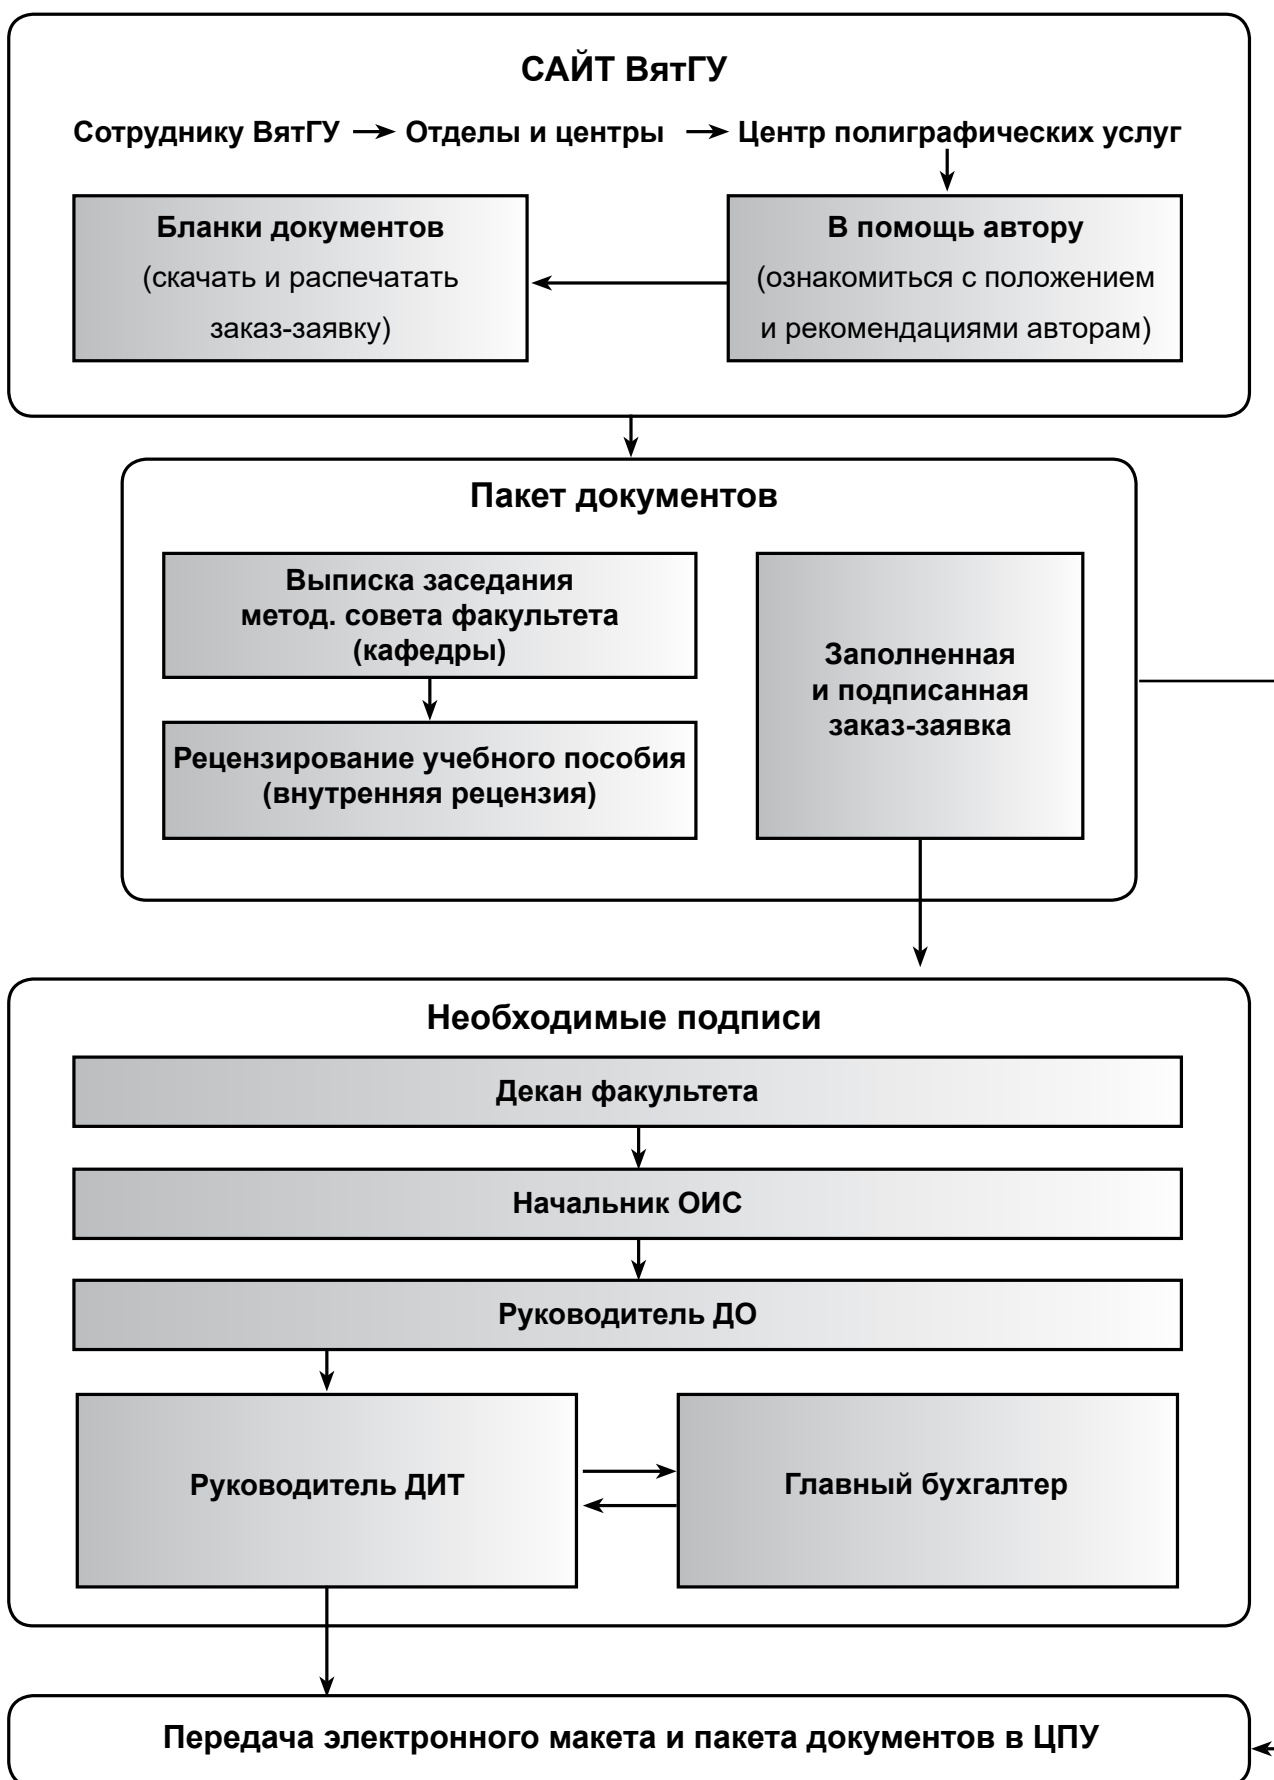 САЙТ ВятГУ
Сотруднику ВятГУ Отделы и центры Центр полиграфических услуг
Бланки документов
(скачать и распечатать
заказ-заявку)
В помощь автору
(ознакомиться с положением
и рекомендациями авторам)
Пакет документов
Выписка заседания
метод. совета факультета
(кафедры)
Рецензирование учебного пособия
(внутренняя рецензия)
Заполненная
и подписанная
заказ-заявка
Необходимые подписи
Декан факультета
Начальник ОИС
Руководитель ДО
Руководитель ДИТ
Главный бухгалтер
Передача электронного макета и пакета документов в ЦПУ